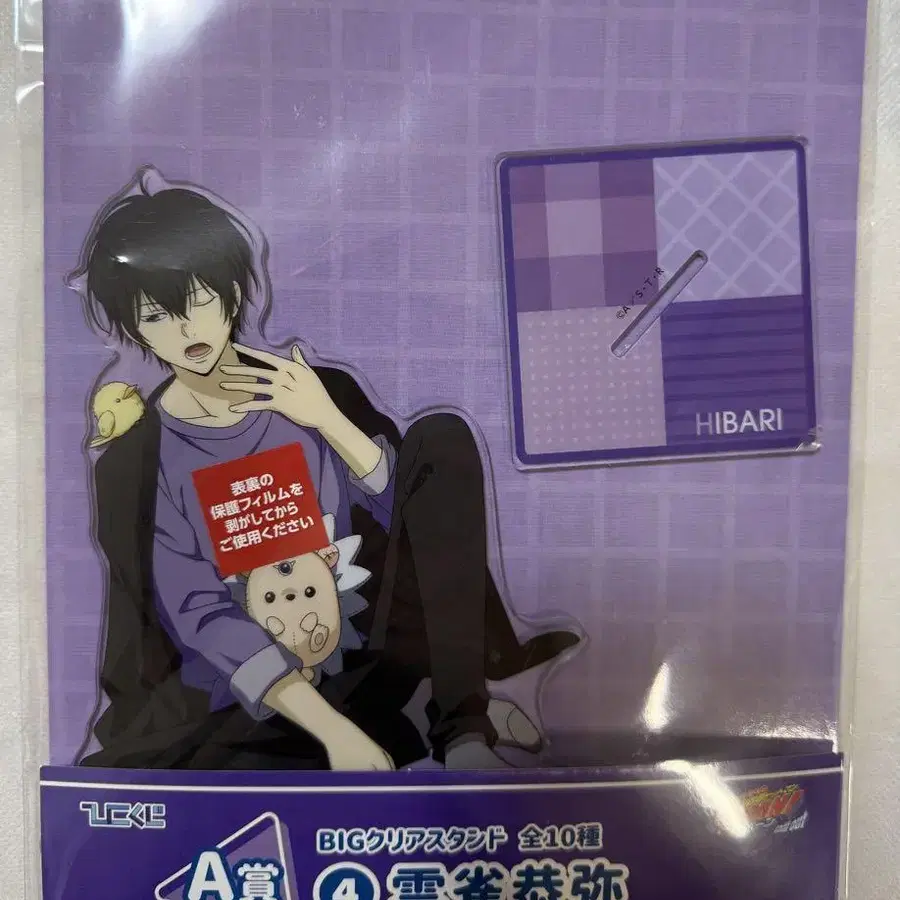 ©A/S・T・R
HIBARI
表裏の
保護フィルムを
剥がしてから
ご使用ください
ひこくじ
BIGクリアスタンド 全10種
A賞
4 雲雀恭弥